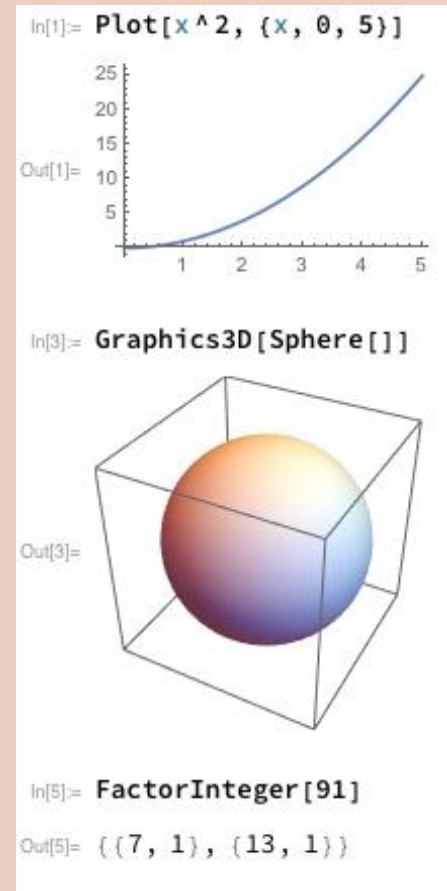 In[1]:= Plot[x^2, {x, 0, 5}]
25
20
15
Out[1]= 10
5
1 2 3 4 5
In[3]:= Graphics3D[Sphere[]]
Out[3]=
In[5]:= FactorInteger[91]
Out[5]= {{7, 1}, {13, 1}}